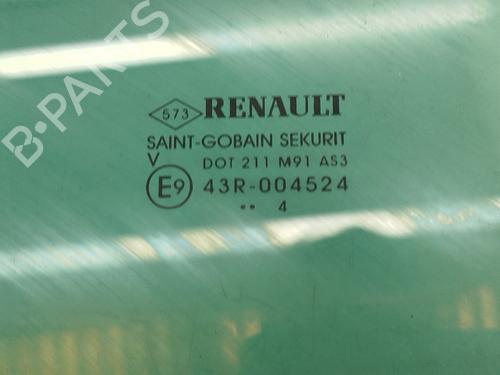 B-PARTS
573 RENAULT
SAINT-GOBAIN SEKURIT
V DOT 211 M91 AS3
E9 43R-004524
·· 4